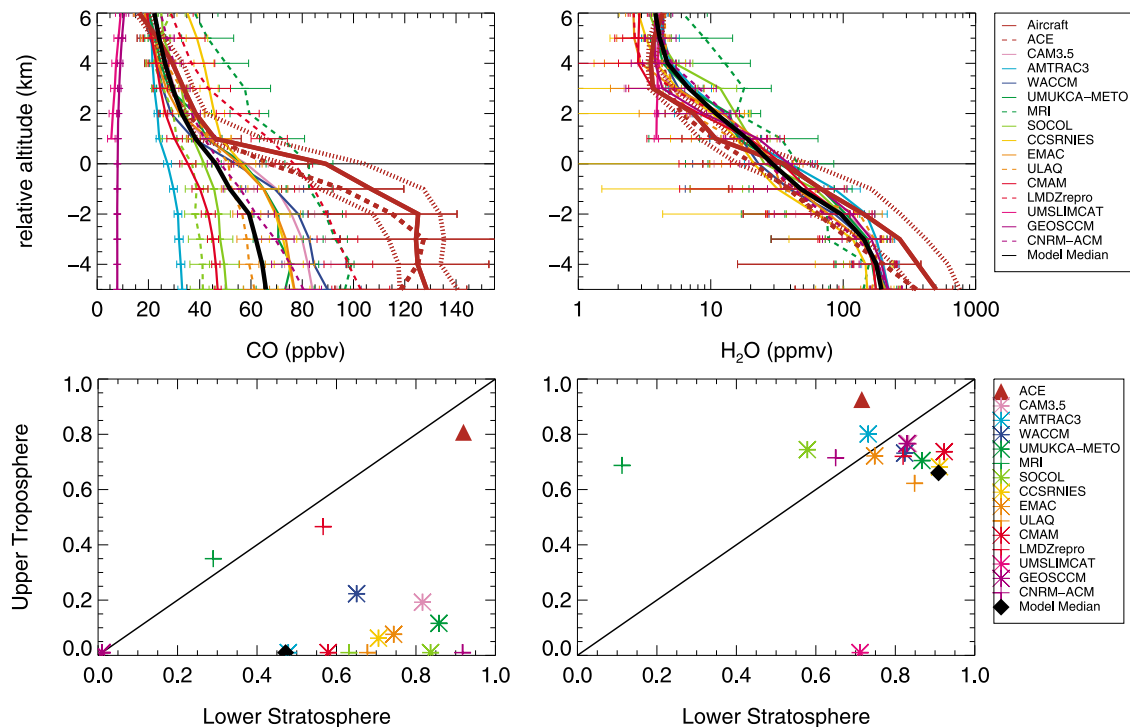 relative altitude (km)
6
4
2
0
−2
−4
0
20
40
60
80
100
120
140
CO (ppbv)
6
4
2
0
−2
−4
1
10
100
1000
H₂O (ppmv)
Aircraft
ACE
CAM3.5
AMTRAC3
WACCM
UMUKCA−METO
MRI
SOCOL
CCSRNIES
EMAC
ULAQ
CMAM
LMDZrepro
UMSLIMCAT
GEOSCCM
CNRM−ACM
Model Median
Upper Troposphere
1.0
0.8
0.6
0.4
0.2
0.0
0.0
0.2
0.4
0.6
0.8
1.0
Lower Stratosphere
1.0
0.8
0.6
0.4
0.2
0.0
0.0
0.2
0.4
0.6
0.8
1.0
Lower Stratosphere
ACE
CAM3.5
AMTRAC3
WACCM
UMUKCA−METO
MRI
SOCOL
CCSRNIES
EMAC
ULAQ
CMAM
LMDZrepro
UMSLIMCAT
GEOSCCM
CNRM−ACM
Model Median